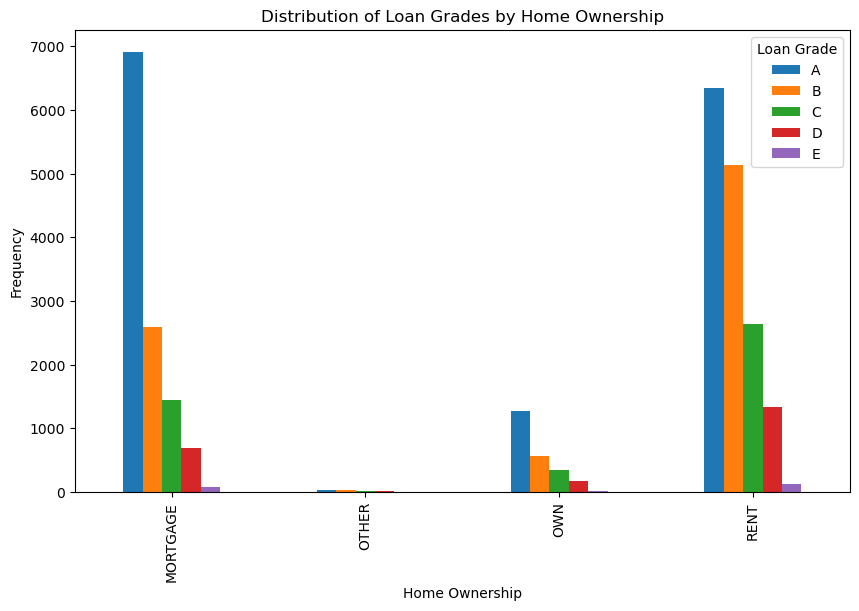 Distribution of Loan Grades by Home Ownership
Loan Grade
A
B
C
D
E
Frequency
7000
6000
5000
4000
3000
2000
1000
0
MORTGAGE
OTHER
OWN
RENT
Home Ownership